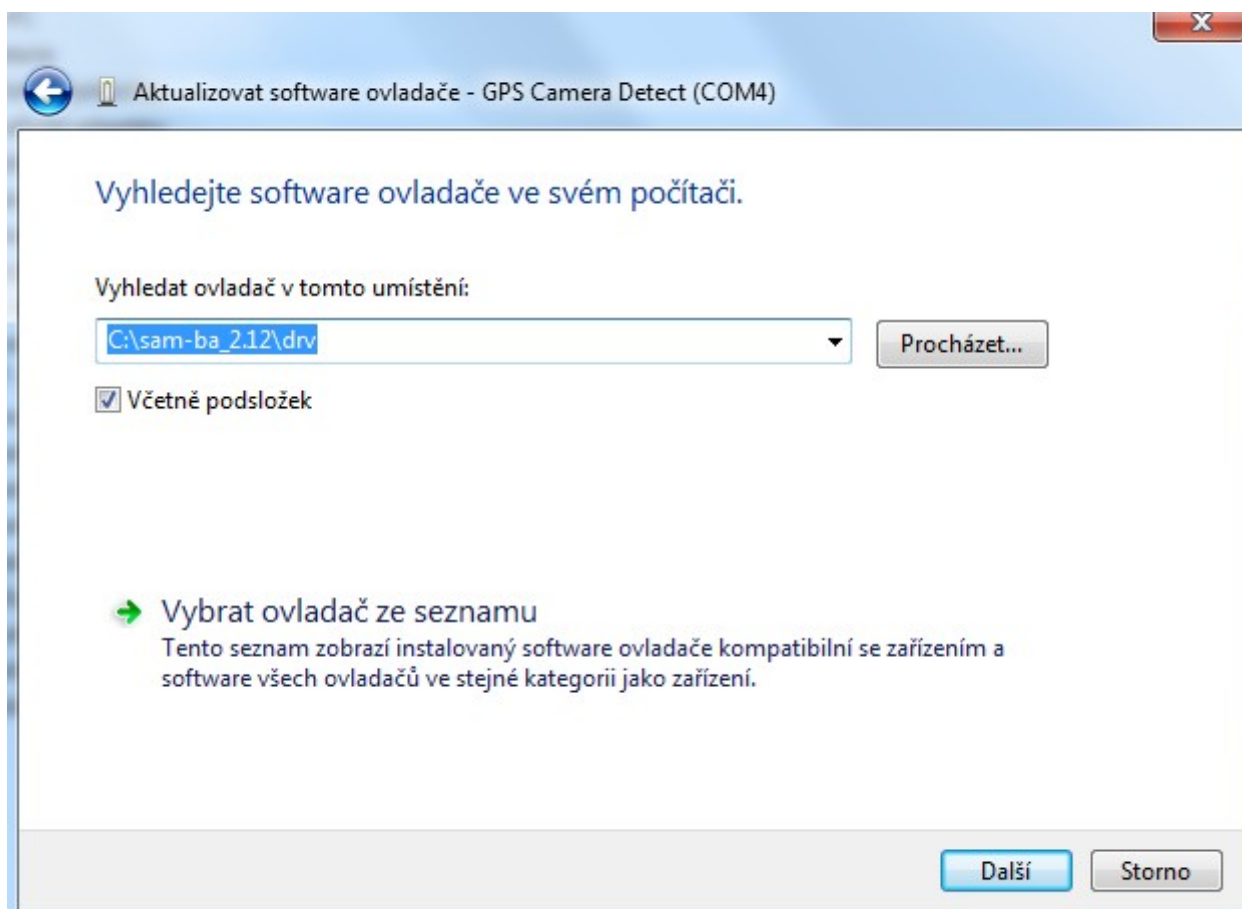 Aktualizovat software ovladače - GPS Camera Detect (COM4)
Vyhledejte software ovladače ve svém počítači.
Vyhledat ovladač v tomto umístění:
C:\sam-ba_2.12\drv
Procházet...
Včetně podsložek
Vybrat ovladač ze seznamu
Tento seznam zobrazí instalovaný software ovladače kompatibilní se zařízením a
software všech ovladačů ve stejné kategorii jako zařízení.
Další
Storno